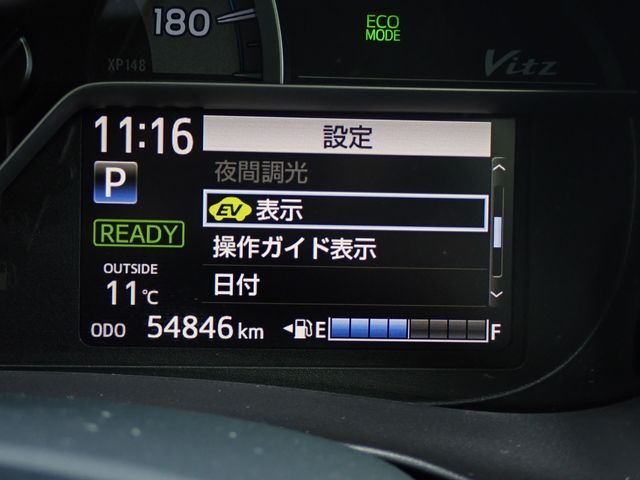 180
XP148
ECO
MODE
Vitz
11:16
設定
P
夜間調光
EV 表示
READY
操作ガイド表示
OUTSIDE
11℃
日付
ODO 54846 km
E F